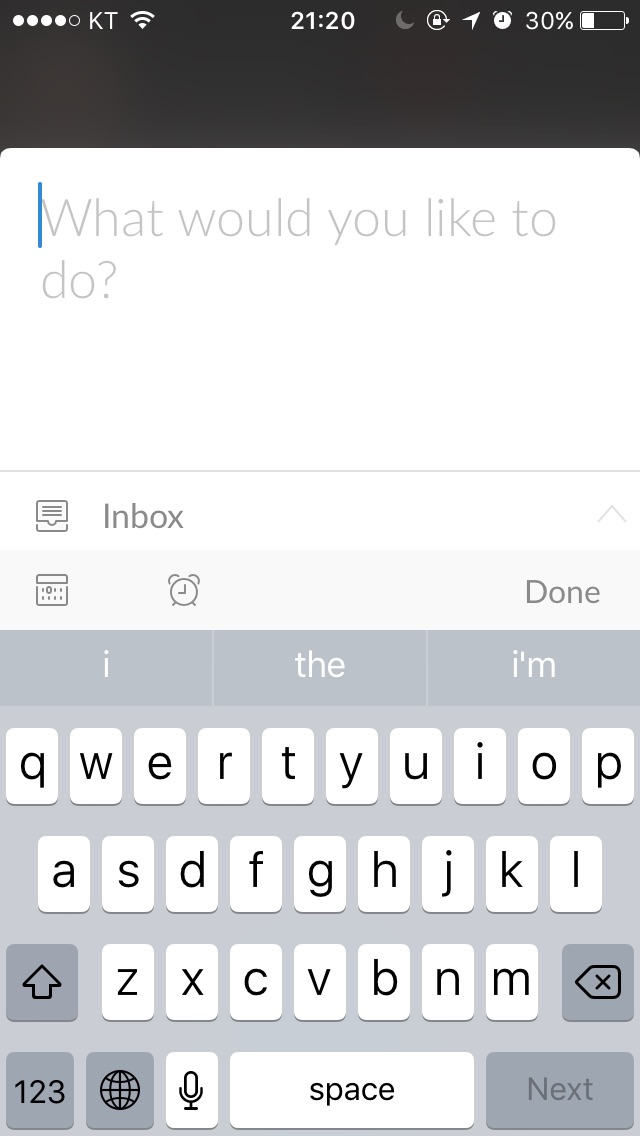 KT 21:20 30%
What would you like to
do?
Inbox
Done
i the i'm
q w e r t y u i o p
a s d f g h j k l
z x c v b n m
123 space Next